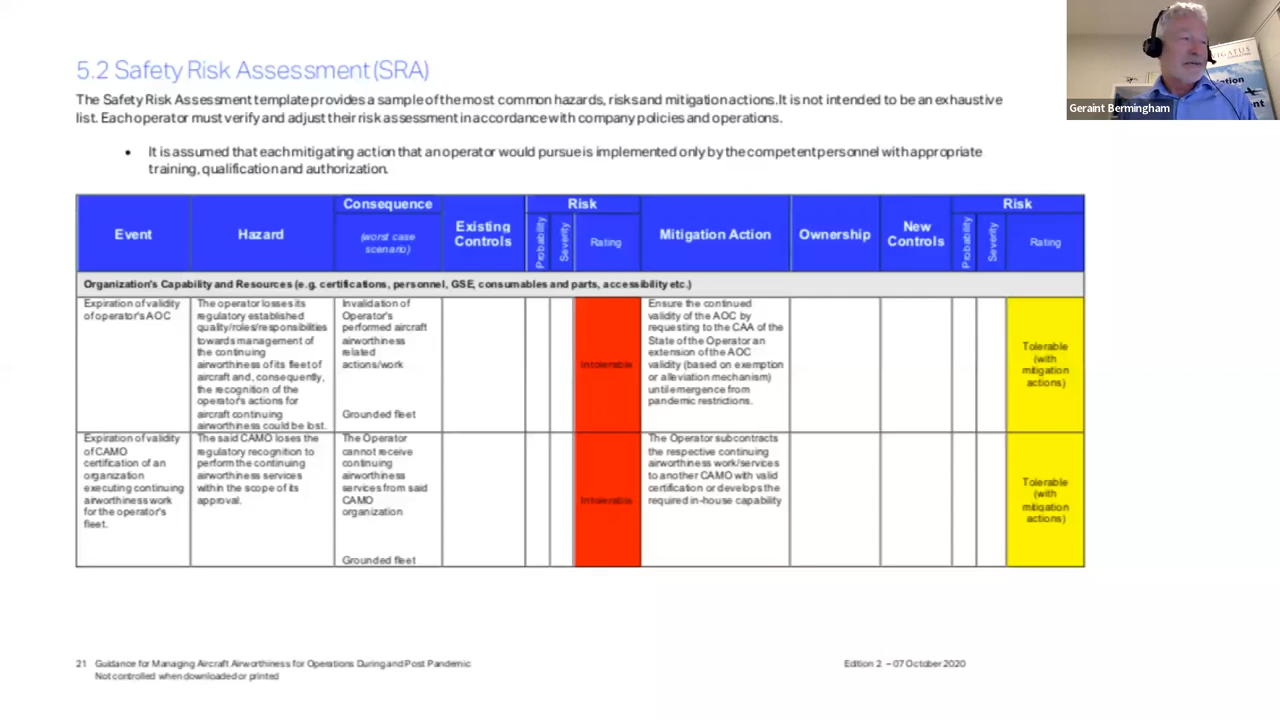 5.2 Safety Risk Assessment (SRA)
The Safety Risk Assessment template provides a sample of the most common hazards, risks and mitigation actions. It is not intended to be an exhaustive
list. Each operator must verify and adjust their risk assessment in accordance with company policies and operations.
• It is assumed that each mitigating action that an operator would pursue is implemented only by the competent personnel with appropriate
training, qualification and authorization.
Event
Hazard
Consequence
(worst case
scenario)
Existing
Controls
Risk
Probability
Severity
Rating
Mitigation Action
Ownership
New
Controls
Risk
Probability
Severity
Rating
Organization's Capability and Resources (e.g. certifications, personnel, GSE, consumables and parts, accessibility etc.)
Expiration of validity
of operator's AOC
The operator losses its
regulatory established
quality/roles/responsibilities
towards management of
the continuing
airworthiness of its fleet of
aircraft and, consequently,
the recognition of the
operator's actions for
aircraft continuing
airworthiness could be lost.
Invalidation of
Operator's
performed aircraft
airworthiness
related
actions/work
Grounded fleet
Intolerable
Ensure the continued
validity of the AOC by
requesting to the CAA of the
State of the Operator an
extension of the AOC
validity (based on exemption
or alleviation mechanism)
until emergence from
pandemic restrictions.
Tolerable
(with
mitigation
actions)
Expiration of validity
of CAMO
certification of an
organization
executing continuing
airworthiness work
for the operator's
fleet.
The said CAMO loses the
regulatory recognition to
perform the continuing
airworthiness services
within the scope of its
approval.
The Operator
cannot receive
continuing
airworthiness
services from said
CAMO
organization
Grounded fleet
Intolerable
The Operator subcontracts
the respective continuing
airworthiness work/services
to another CAMO with valid
certification or develops the
required in-house capability
Tolerable
(with
mitigation
actions)
21 Guidance for Managing Aircraft Airworthiness for Operations During and Post Pandemic
Not controlled when downloaded or printed
Edition 2 – 07 October 2020
Geraint Bermingham